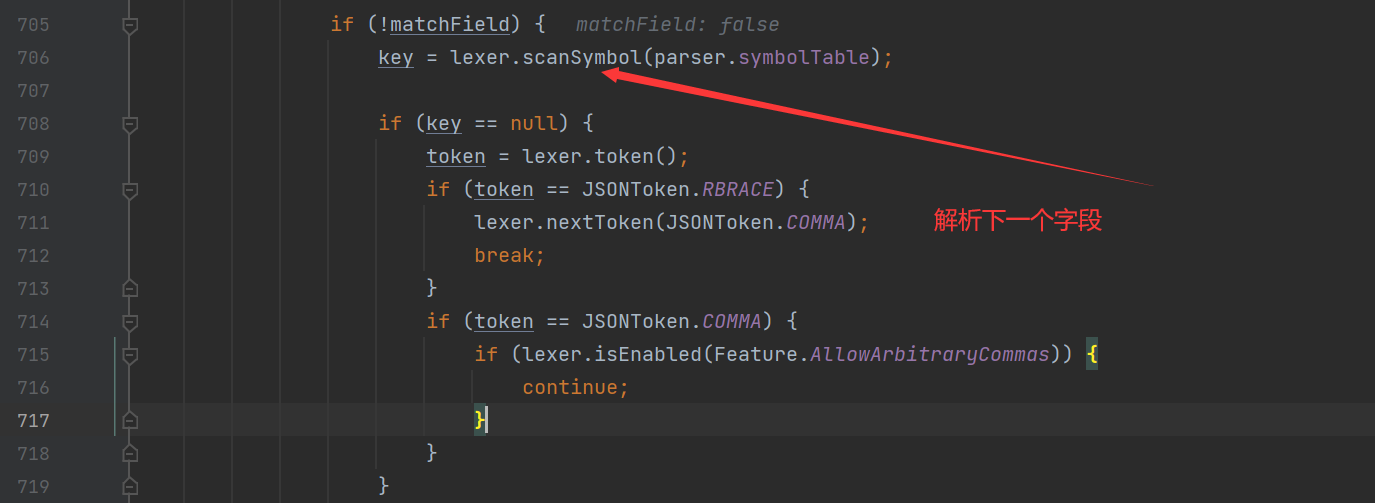 705 if (!matchField) { matchField: false
706 key = lexer.scanSymbol(parser.symbolTable);
707
708 if (key == null) {
709 token = lexer.token();
710 if (token == JSONToken.RBRACE) {
711 lexer.nextToken(JSONToken.COMMA);
解析下一个字段
712 break;
713 }
714 if (token == JSONToken.COMMA) {
715 if (lexer.isEnabled(Feature.AllowArbitraryCommas)) {
716 continue;
717 }
718 }
719 }